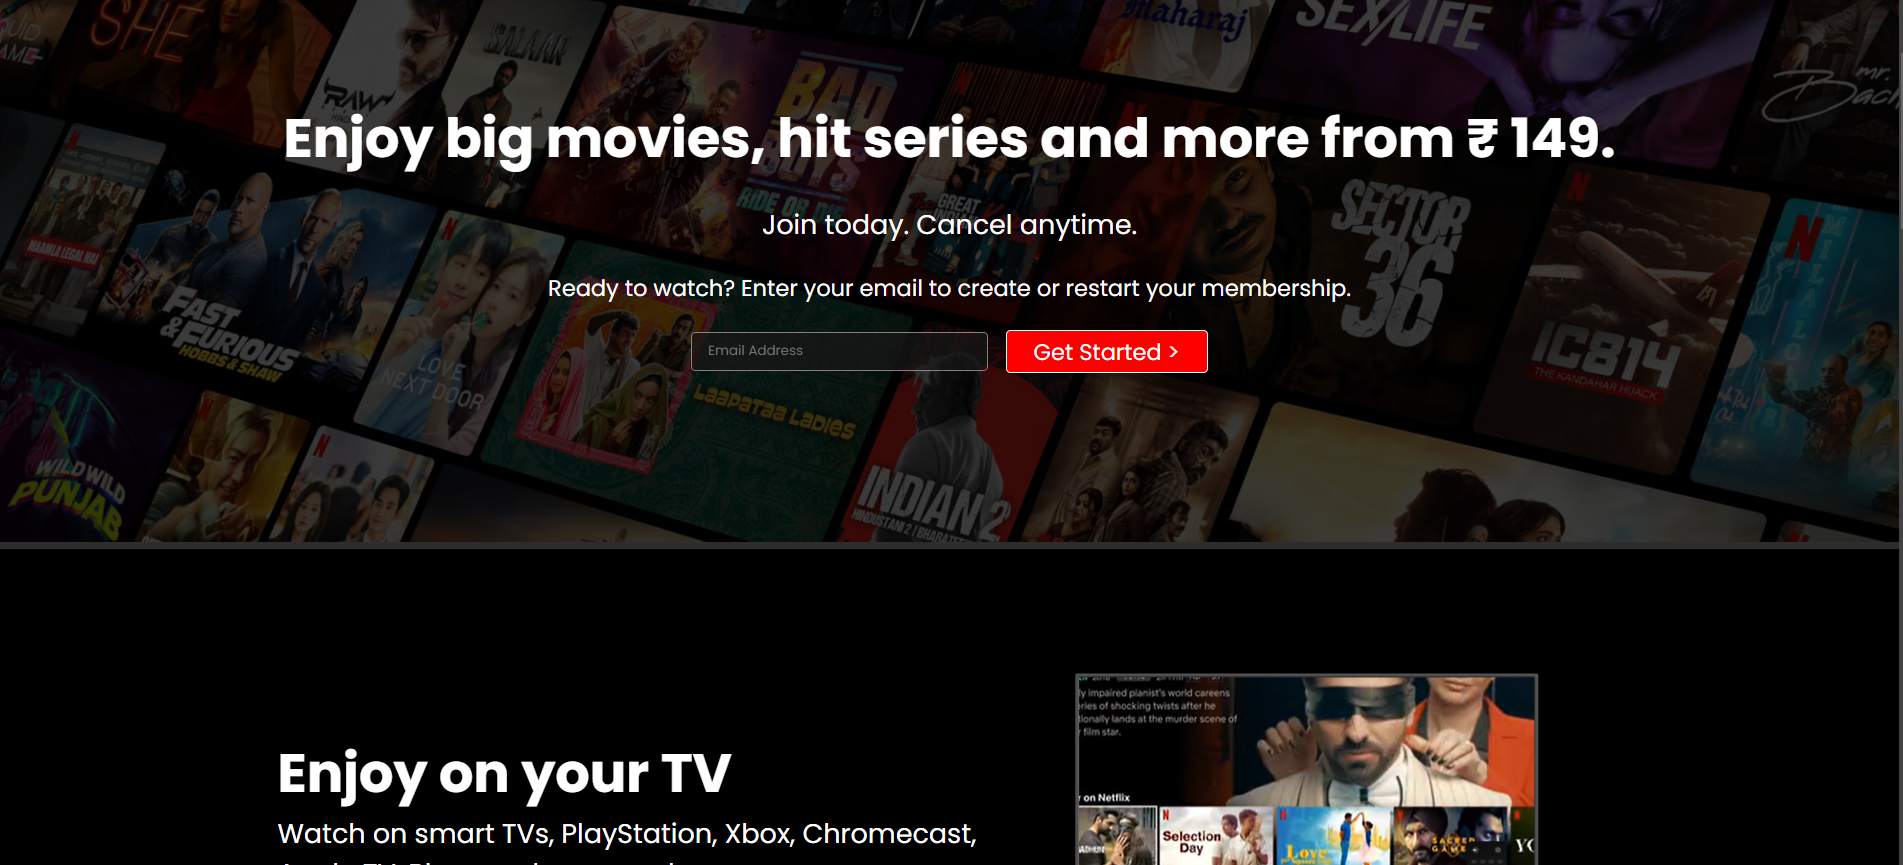 SHE
RAW
SALAAR
Maharaj
SEX/LIFE
mr.
BAD
BOYS
RIDE OR DIE
Enjoy big movies, hit series and more from ₹ 149.
MAAMLA LEGAL HAI
GREAT
SECTOR
36
Join today. Cancel anytime.
Ready to watch? Enter your email to create or restart your membership.
FAST
&FURIOUS
HOBBS & SHAW
Email Address
Get Started >
LOVE
NEXT DOOR
Laapataa Ladies
IC814
THE KANDAHAR HIJACK
WILD WILD
PUNJAB
INDIAN 2
Enjoy on your TV
Watch on smart TVs, PlayStation, Xbox, Chromecast,
ly impaired pianist's world careens
ries of shocking twists after he
tionally lands at the murder scene of
film star.
on Netflix
Selection
Day
Love